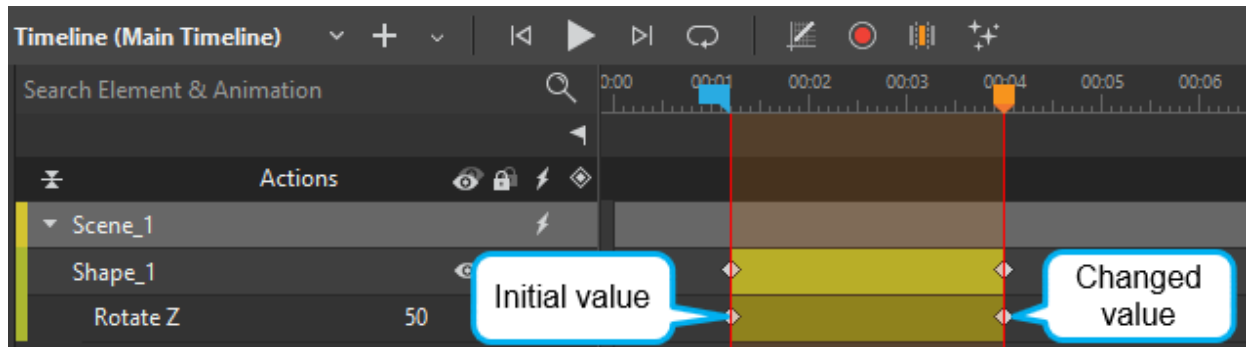 Timeline (Main Timeline)
Search Element & Animation
0:00 00:01 00:02 00:03 00:04 00:05 00:06
Actions
Scene_1
Shape_1
Rotate Z 50
Initial value
Changed
value